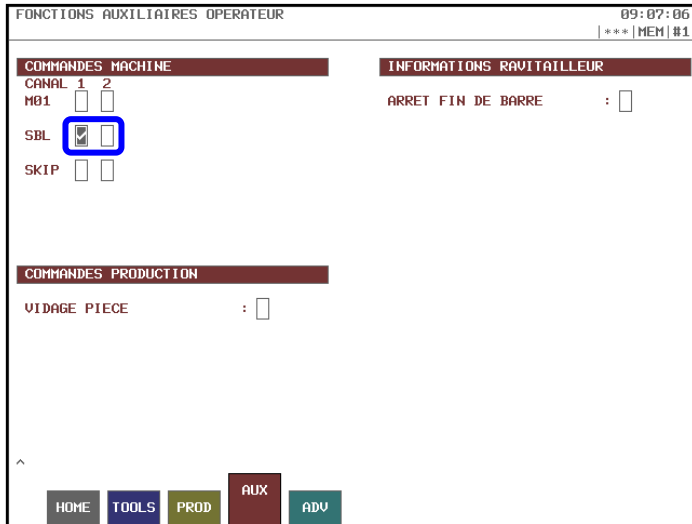 FONCTIONS AUXILIAIRES OPERATEUR 09:07:06
|***|MEM|#1
COMMANDES MACHINE
CANAL 1 2
M01
SBL
SKIP
INFORMATIONS RAVITAILLEUR
ARRET FIN DE BARRE :
COMMANDES PRODUCTION
VIDAGE PIECE :
^
HOME TOOLS PROD AUX ADV